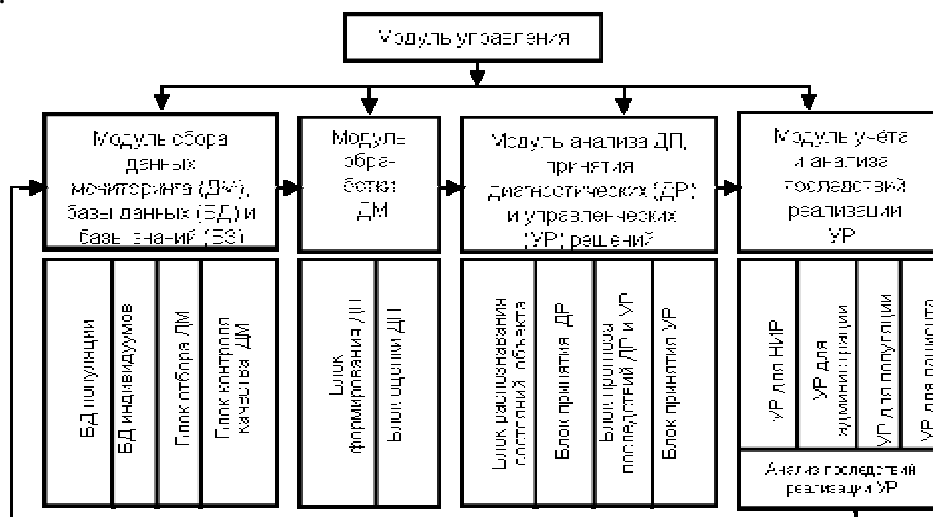 Модуль управления
Модуль сбора
данных
мониторинга (ДМ),
базы данных (БД) и
базы знаний (БЗ)
Модуль
обра-
ботки
ДМ
Модуль анализа ДП,
принятия
диагностических (ДР)
и управленческих
(УР) решений
Модуль учёта
и анализа
последствий
реализации
УР
БД популяции
БД индивидуумов
Блок отбора ДМ
Блок контроля
качества ДМ
Блок
формирования ДП
Блок оценки ДП
Блок распознавания
состояний объекта
Блок принятия ДР
Блок прогноза
последствий ДР и УР
Блок принятия УР
УР для НИР
УР для
администрации
УР для популяции
УР для пациента
Анализ последствий
реализации УР